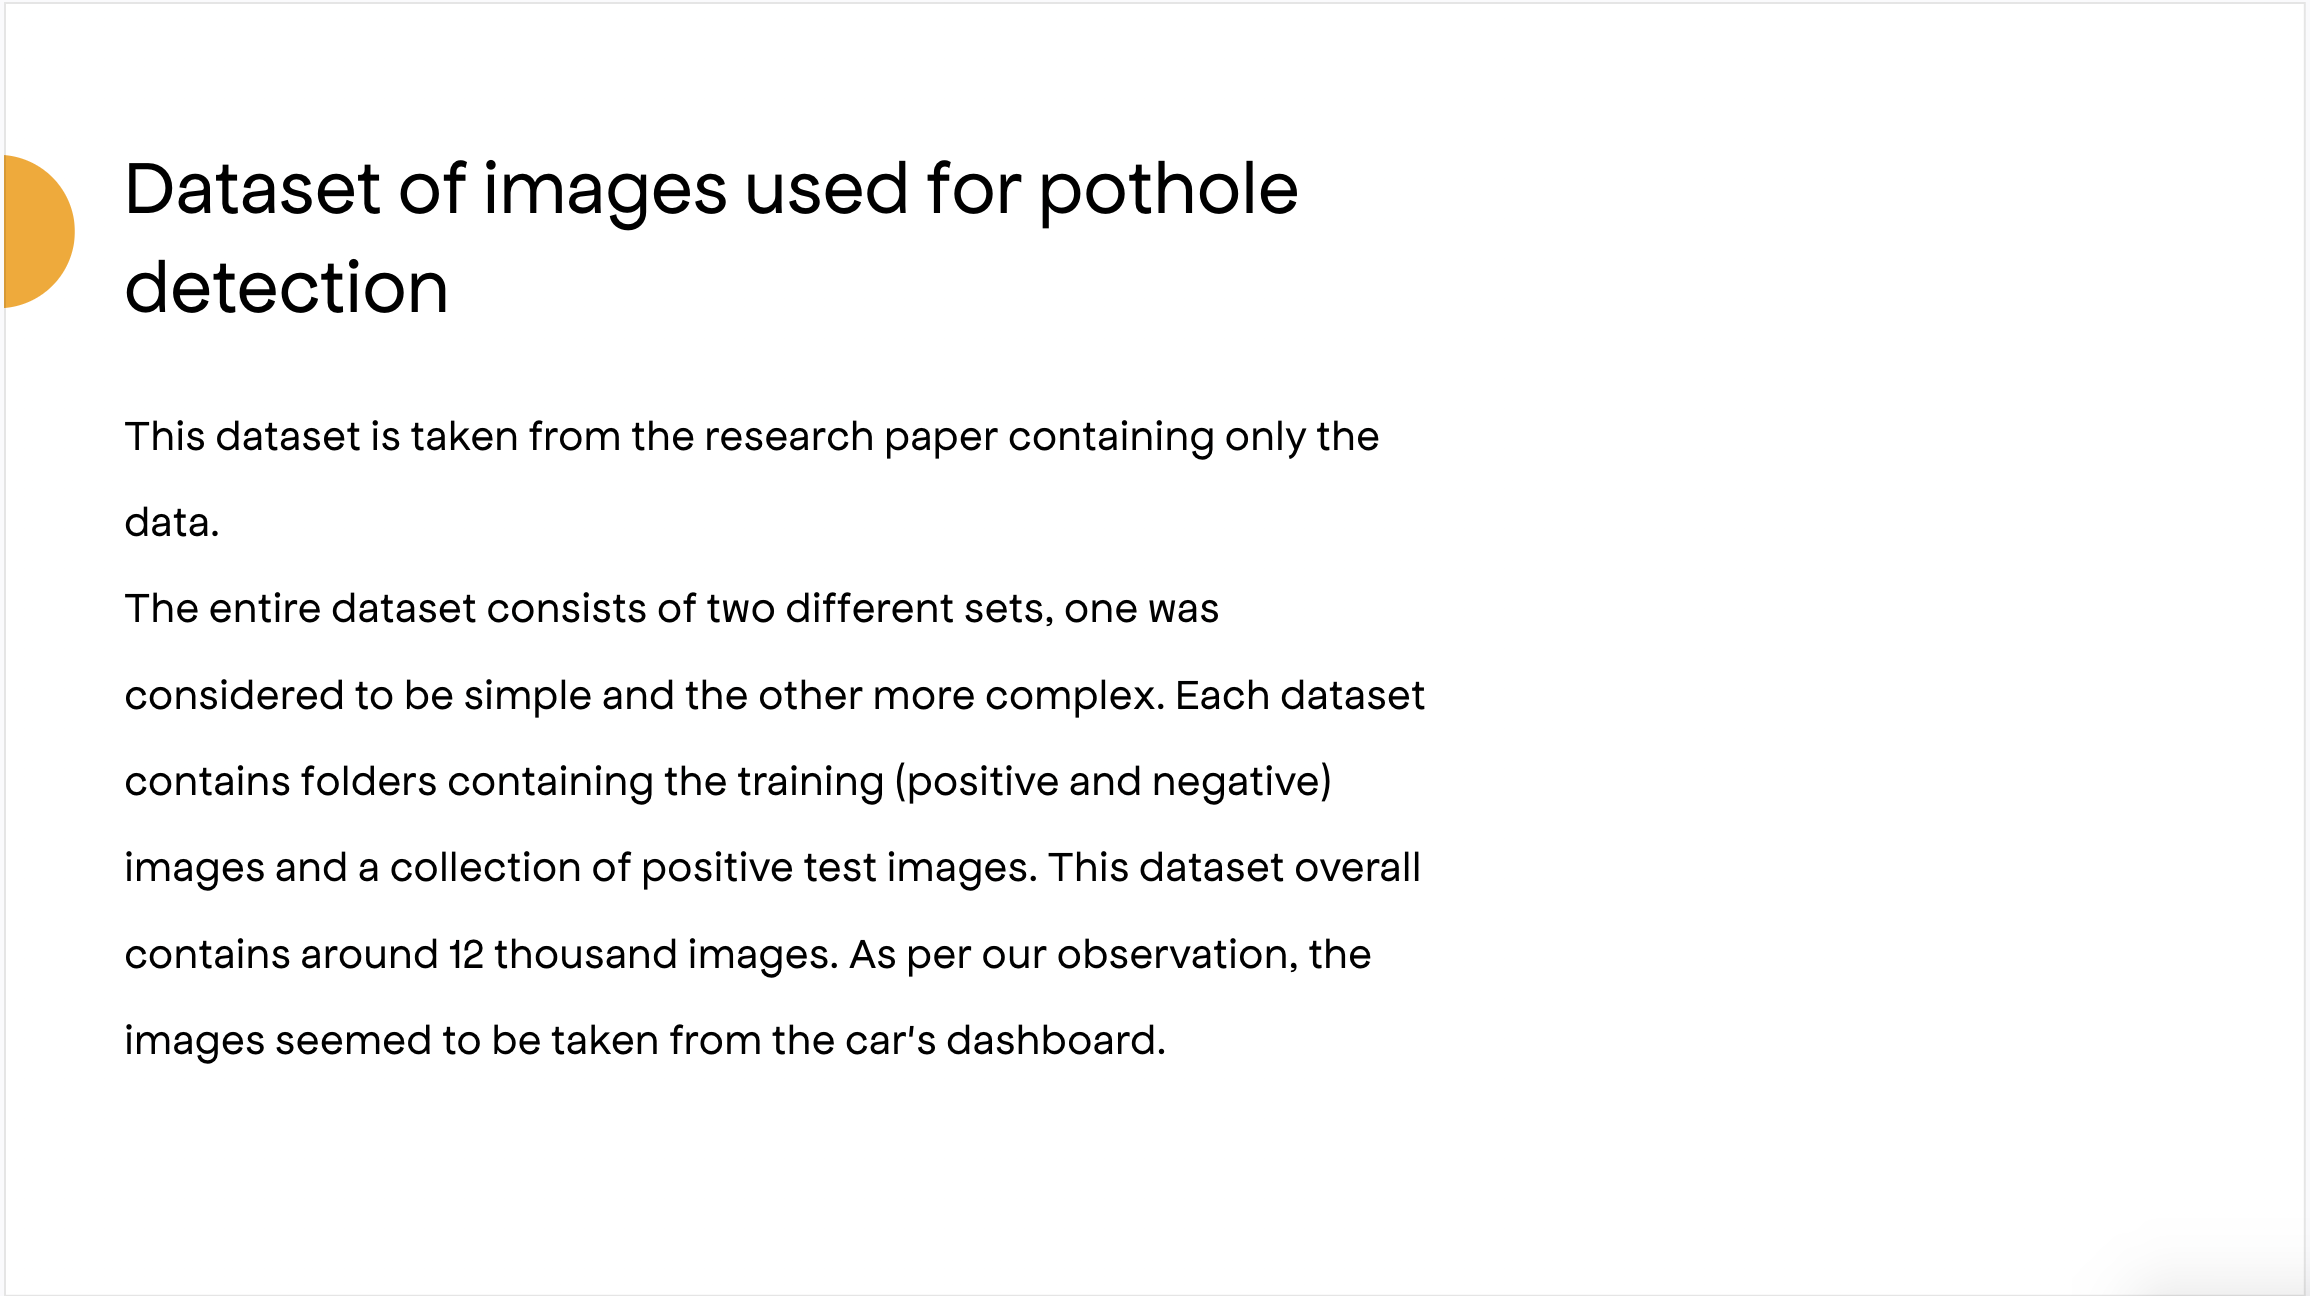 Dataset of images used for pothole
detection
This dataset is taken from the research paper containing only the
data.
The entire dataset consists of two different sets, one was
considered to be simple and the other more complex. Each dataset
contains folders containing the training (positive and negative)
images and a collection of positive test images. This dataset overall
contains around 12 thousand images. As per our observation, the
images seemed to be taken from the car's dashboard.